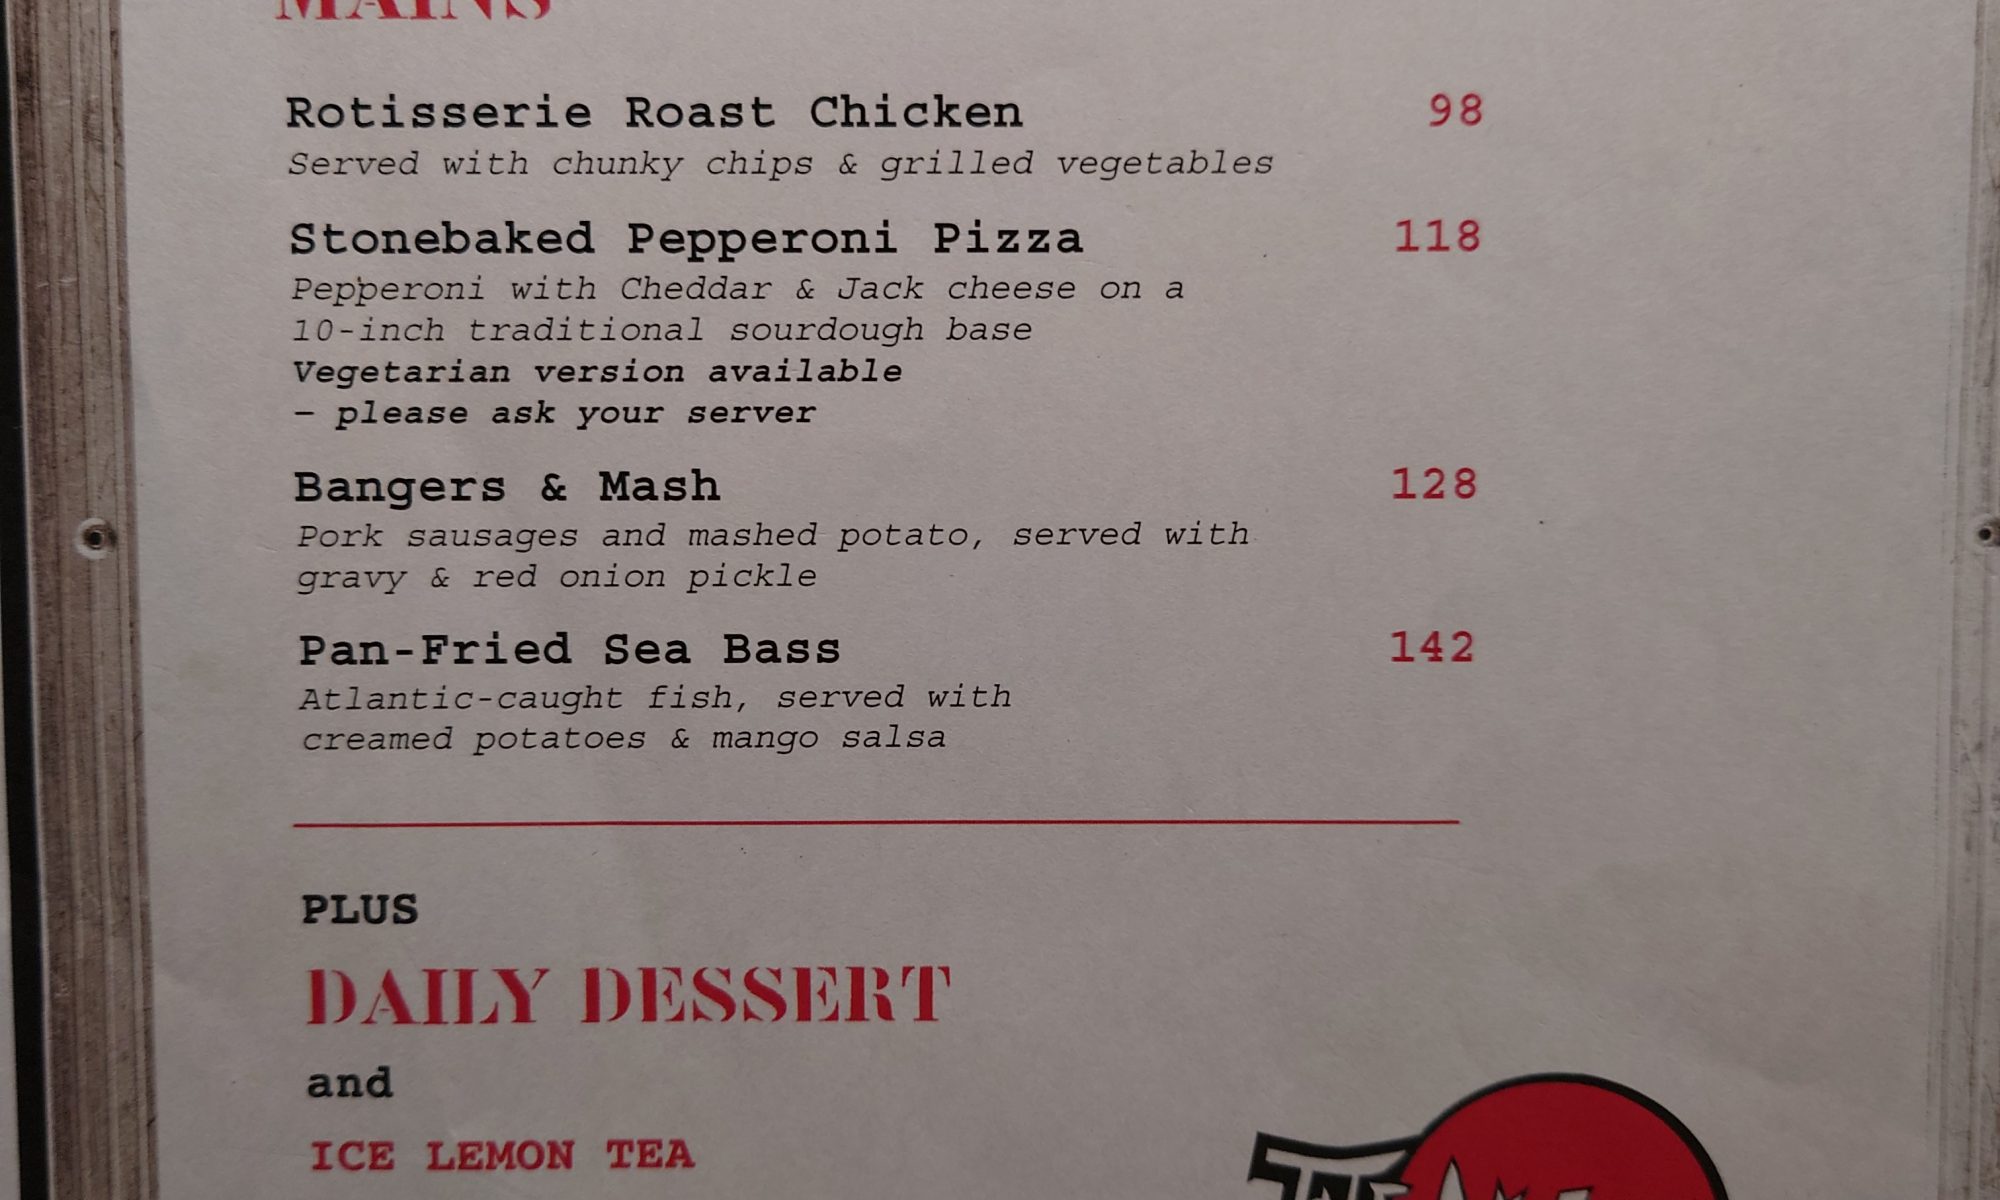 MAINS
Rotisserie Roast Chicken 98
Served with chunky chips & grilled vegetables
Stonebaked Pepperoni Pizza 118
Pepperoni with Cheddar & Jack cheese on a
10-inch traditional sourdough base
Vegetarian version available
– please ask your server
Bangers & Mash 128
Pork sausages and mashed potato, served with
gravy & red onion pickle
Pan-Fried Sea Bass 142
Atlantic-caught fish, served with
creamed potatoes & mango salsa
PLUS
DAILY DESSERT
and
ICE LEMON TEA